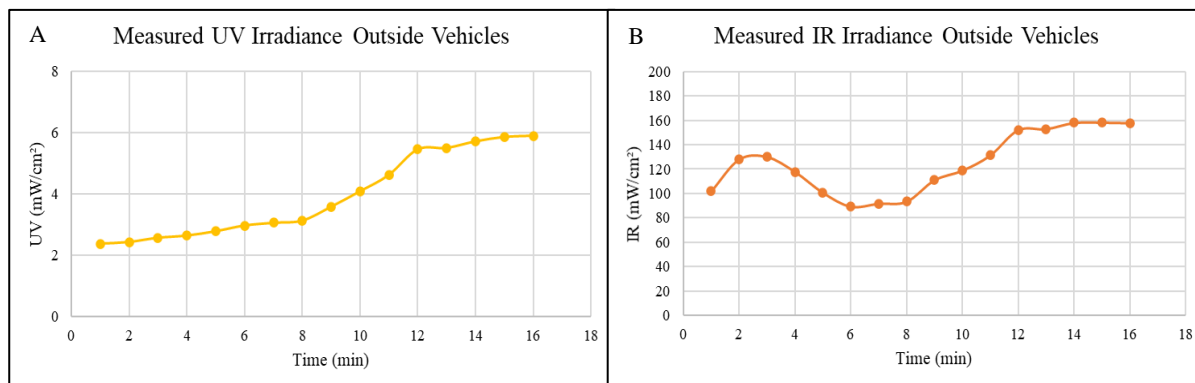 A
Measured UV Irradiance Outside Vehicles
8
6
4
2
0
UV (mW/cm²)
0 2 4 6 8 10 12 14 16 18
Time (min)
B
Measured IR Irradiance Outside Vehicles
200
180
160
140
120
100
80
60
40
20
0
IR (mW/cm²)
0 2 4 6 8 10 12 14 16 18
Time (min)